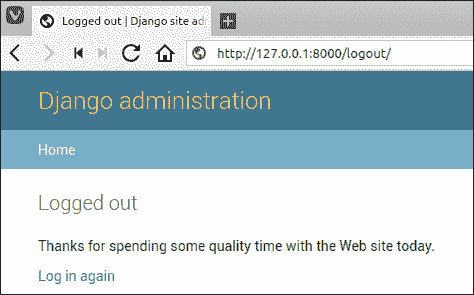 Logged out | Django site ad
http://127.0.0.1:8000/logout/
Django administration
Home
Logged out
Thanks for spending some quality time with the Web site today.
Log in again